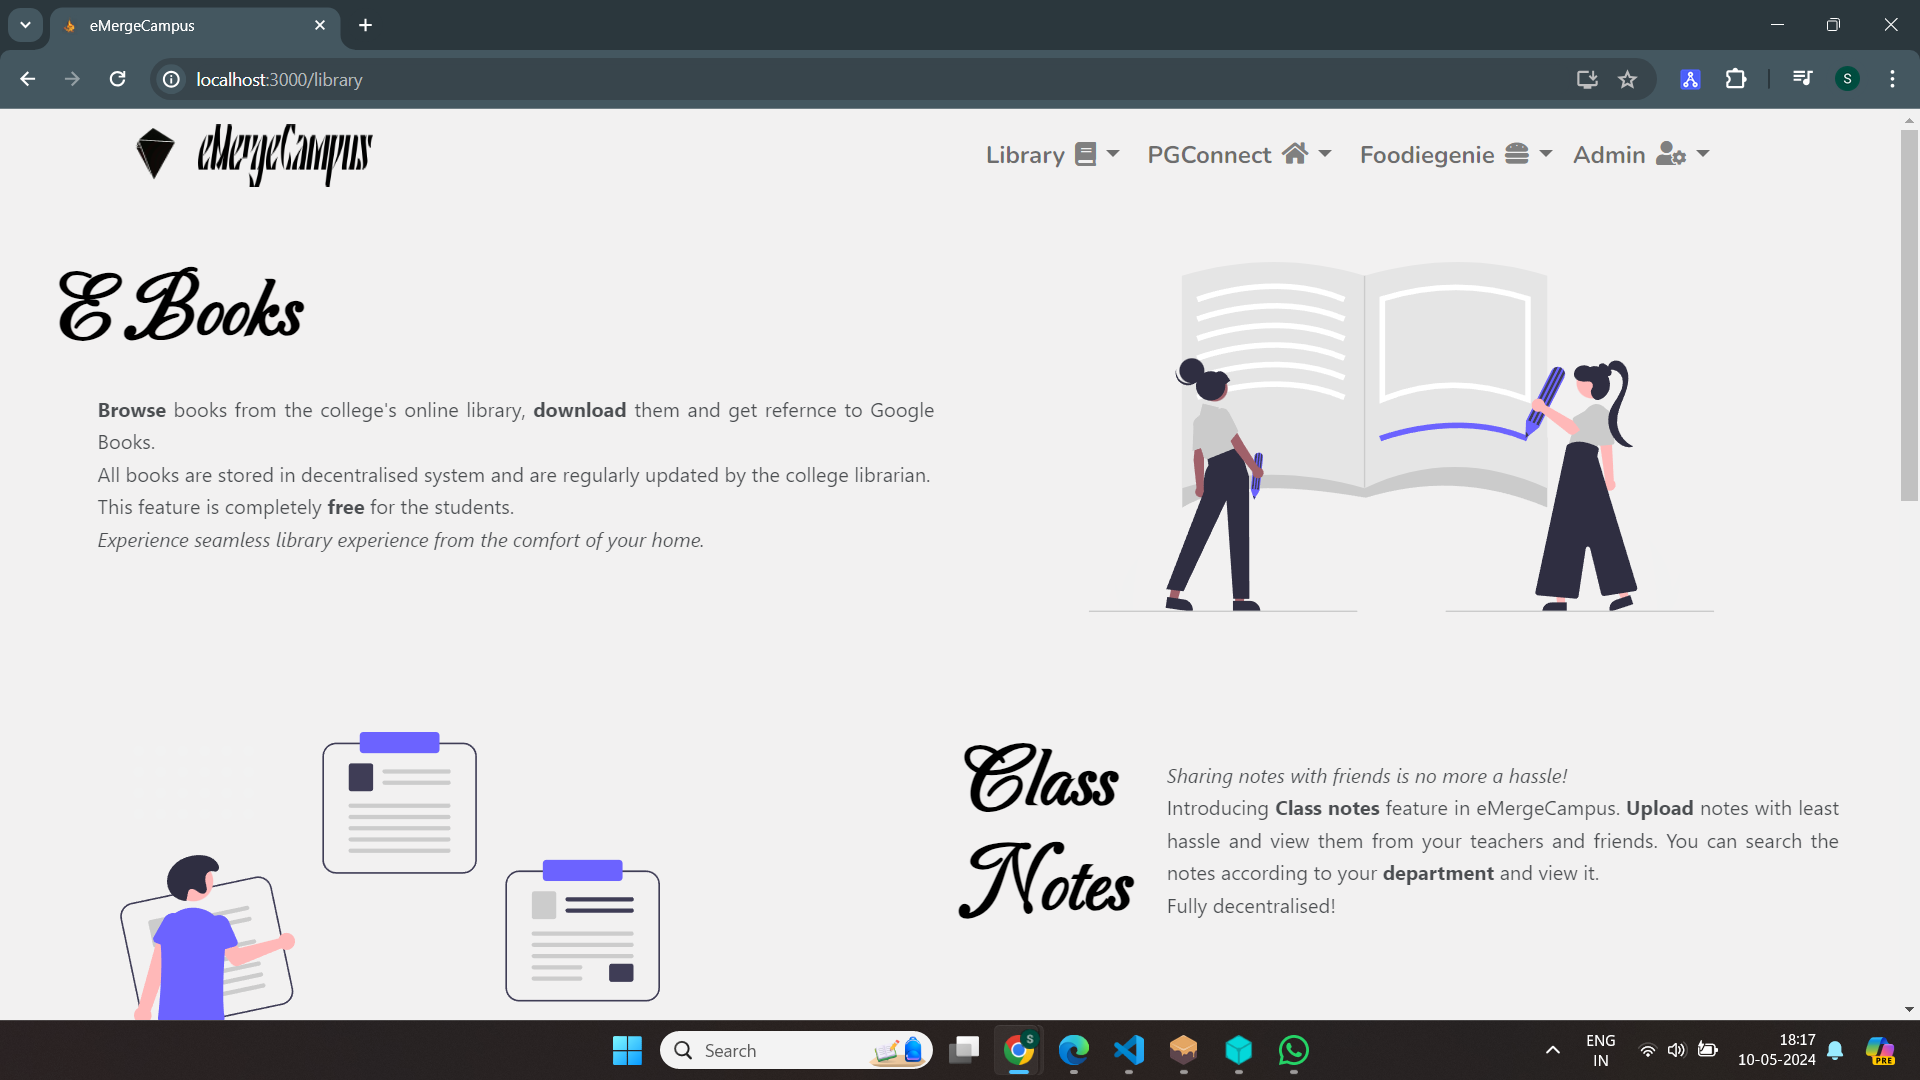 eMergeCampus
localhost:3000/library
S
eMergeCampus
Library PGConnect Foodiegenie Admin
E Books
Browse books from the college's online library, download them and get refernce to Google
Books.
All books are stored in decentralised system and are regularly updated by the college librarian.
This feature is completely free for the students.
Experience seamless library experience from the comfort of your home.
Class
Notes
Sharing notes with friends is no more a hassle!
Introducing Class notes feature in eMergeCampus. Upload notes with least
hassle and view them from your teachers and friends. You can search the
notes according to your department and view it.
Fully decentralised!
Search
S
ENG
IN
18:17
10-05-2024
PRE